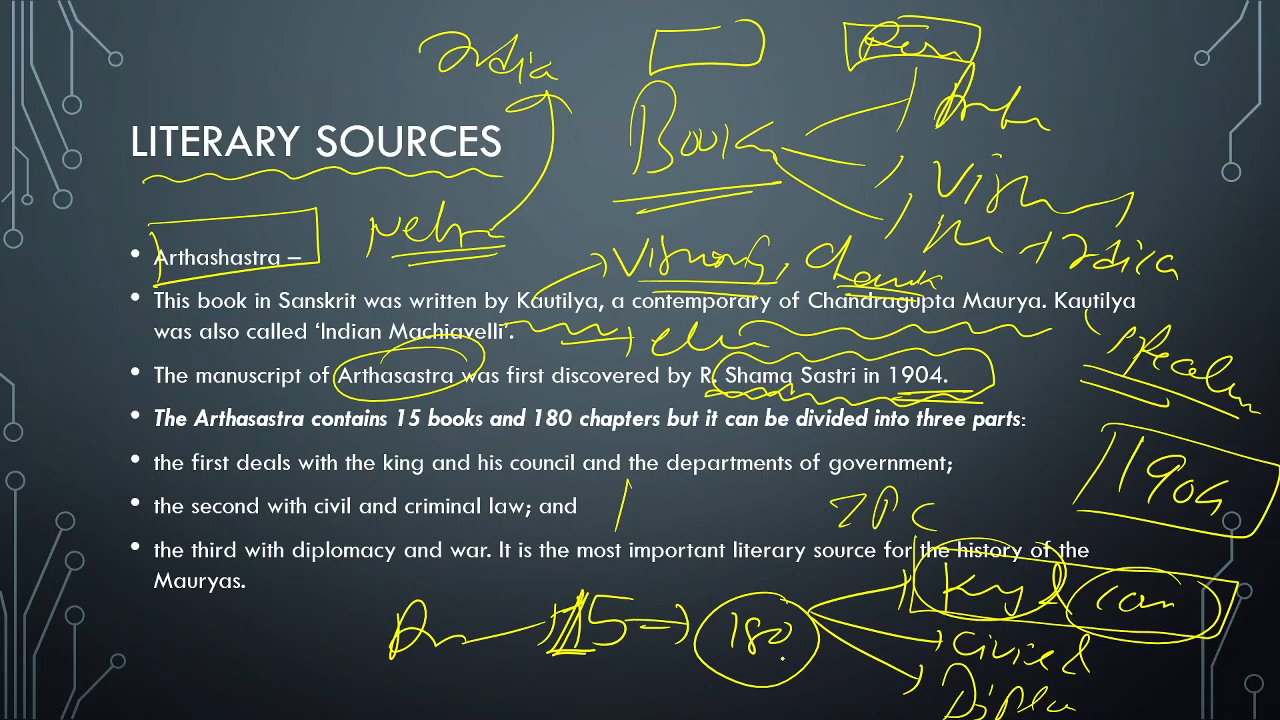 India
Book
LITERARY SOURCES
Nehru
• Arthashastra –
• This book in Sanskrit was written by Kautilya, a contemporary of Chandragupta Maurya. Kautilya
was also called 'Indian Machiavelli'.
• The manuscript of Arthasastra was first discovered by R. Shama Sastri in 1904.
• The Arthasastra contains 15 books and 180 chapters but it can be divided into three parts:
• the first deals with the king and his council and the departments of government;
1904
• the second with civil and criminal law; and
IPC
• the third with diplomacy and war. It is the most important literary source for the history of the
Mauryas.
15
180